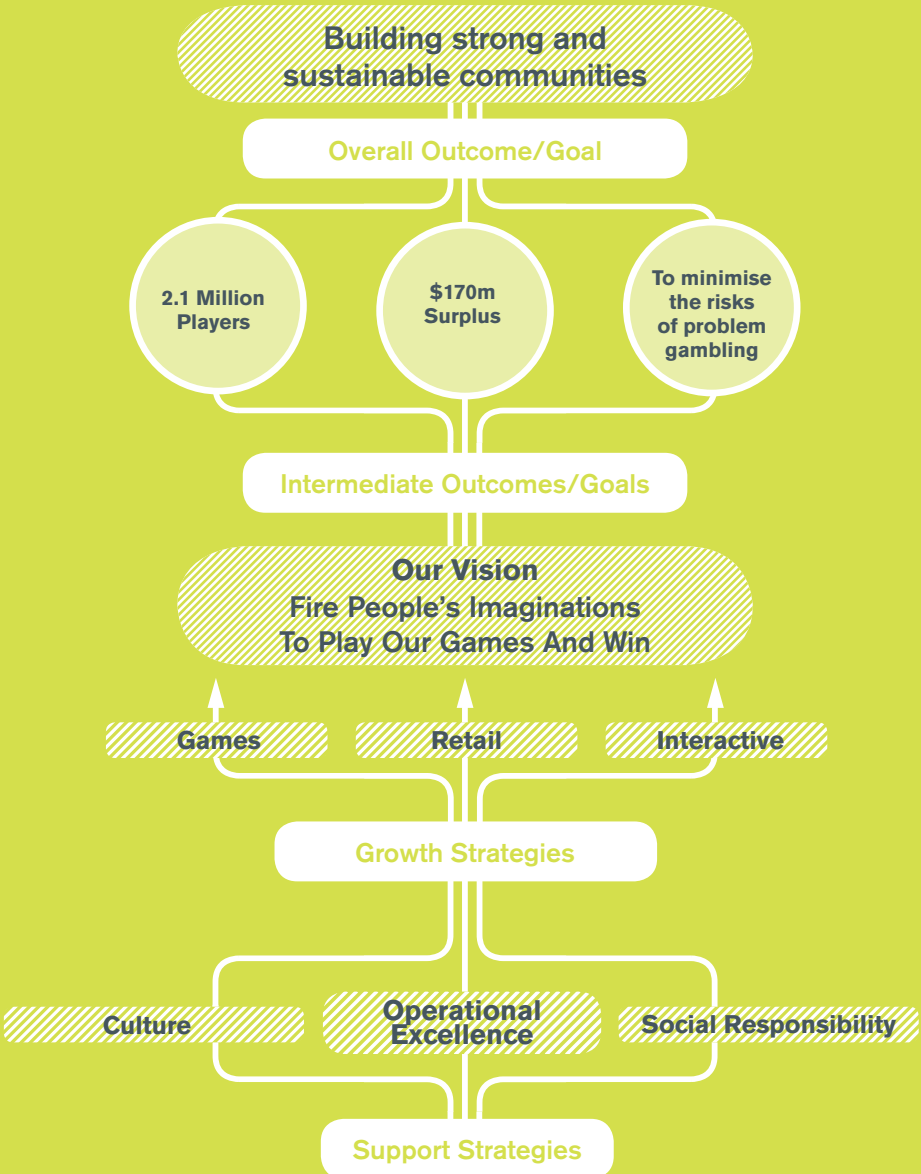 Building strong and
sustainable communities
Overall Outcome/Goal
2.1 Million
Players
$170m
Surplus
To minimise
the risks
of problem
gambling
Intermediate Outcomes/Goals
Our Vision
Fire People's Imaginations
To Play Our Games And Win
Games
Retail
Interactive
Growth Strategies
Culture
Operational
Excellence
Social Responsibility
Support Strategies